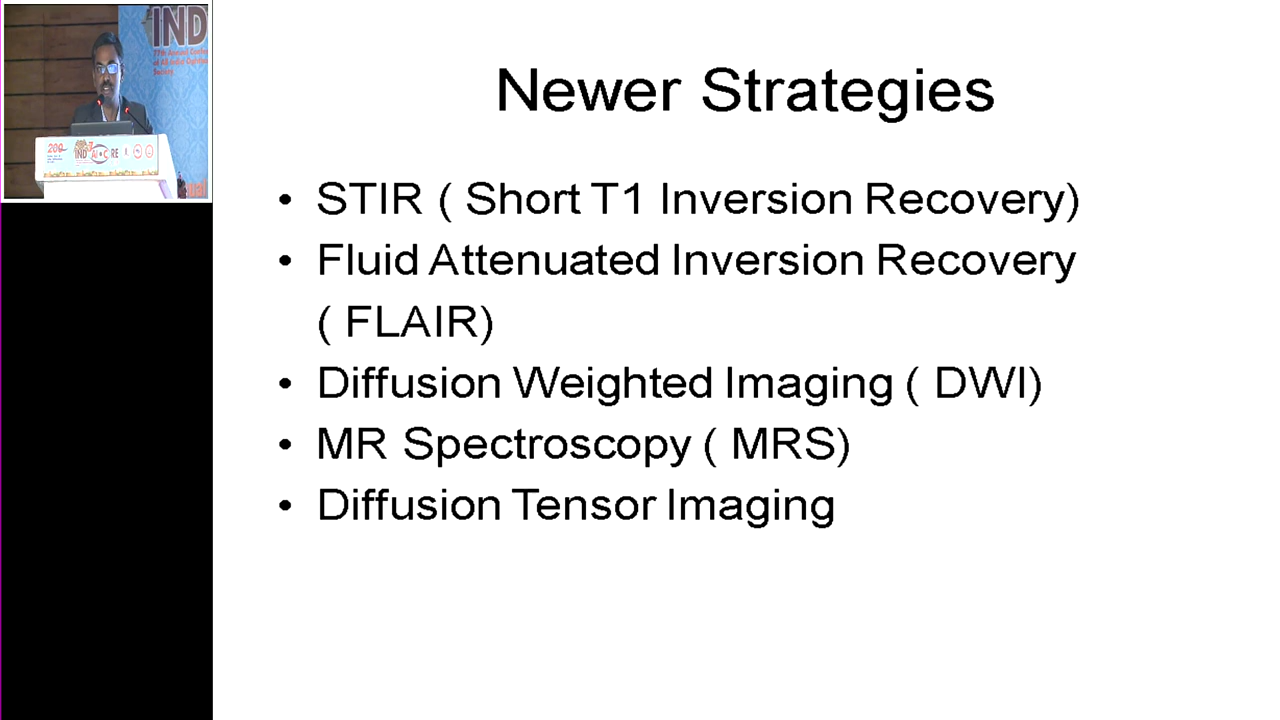 IND
Newer Strategies
• STIR ( Short T1 Inversion Recovery)
• Fluid Attenuated Inversion Recovery
( FLAIR)
• Diffusion Weighted Imaging ( DWI)
• MR Spectroscopy ( MRS)
• Diffusion Tensor Imaging